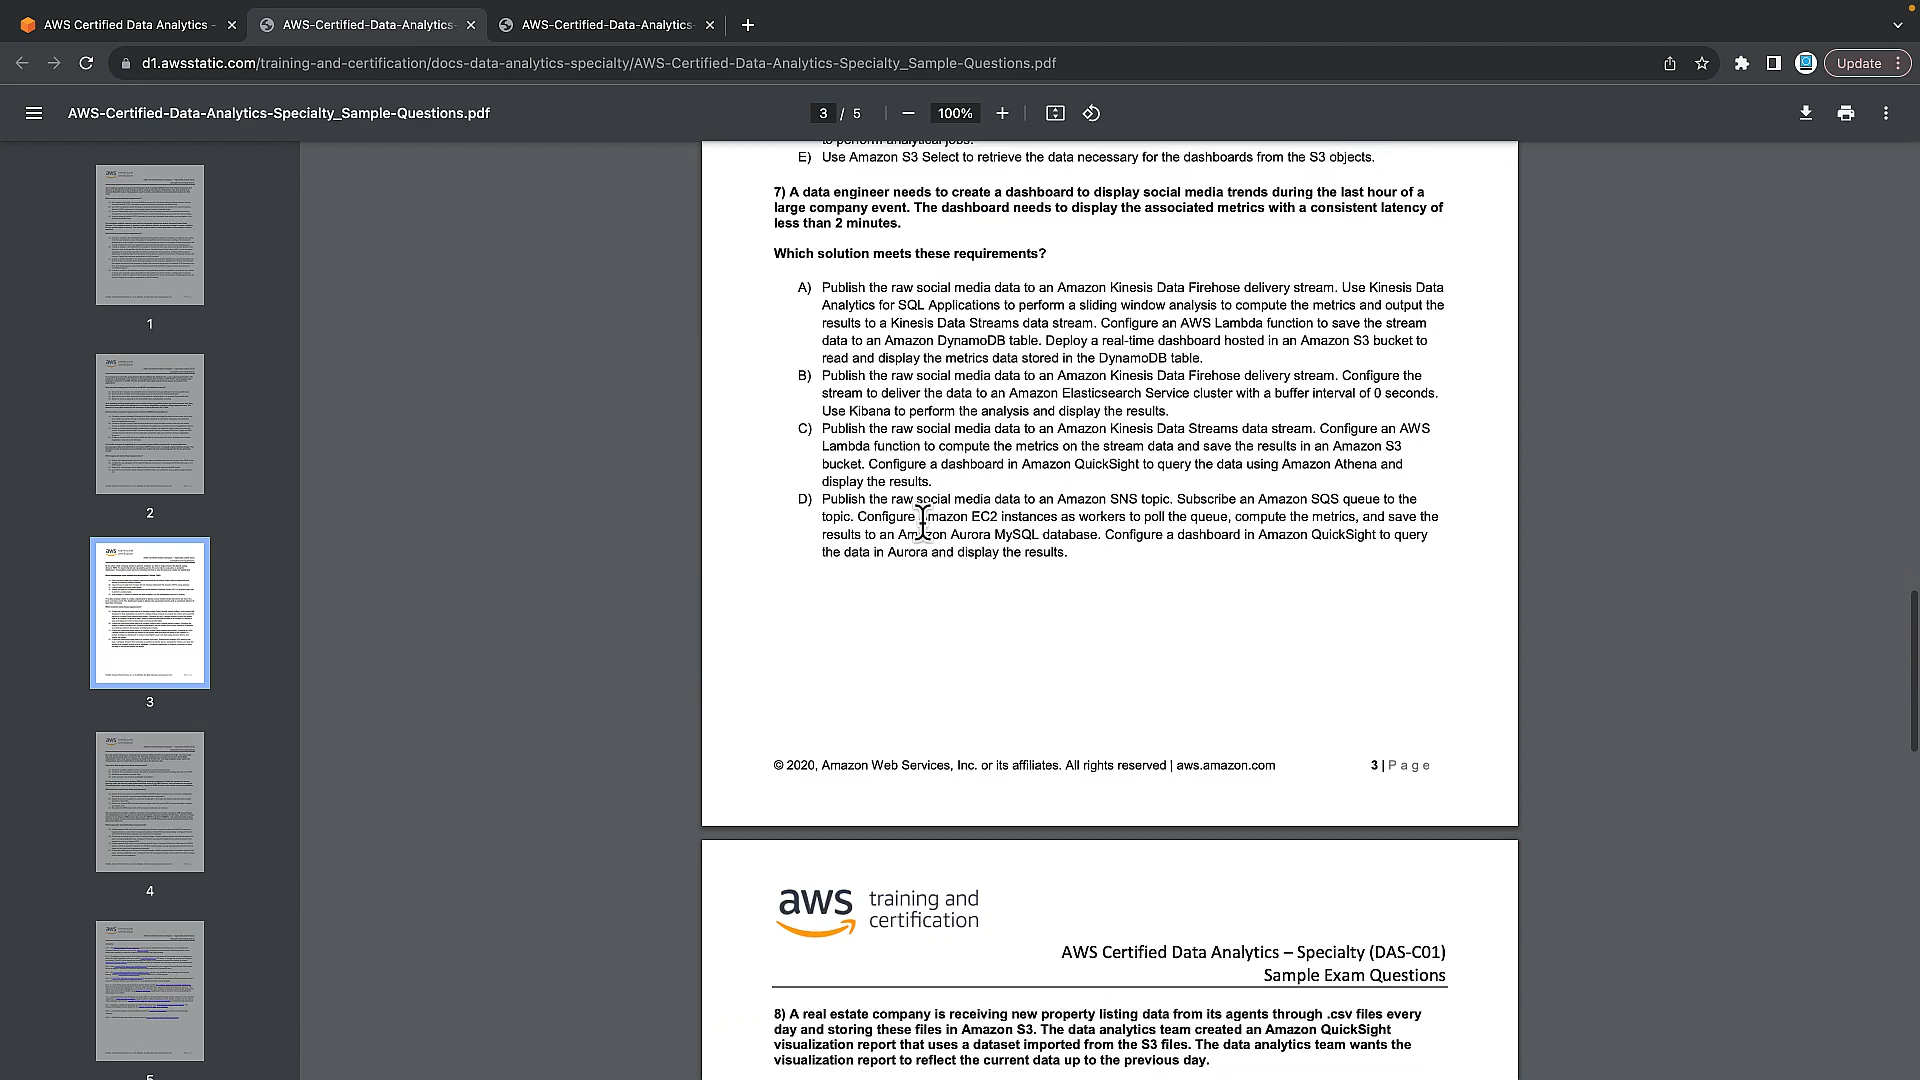 AWS Certified Data Analytics -
AWS-Certified-Data-Analytics-
AWS-Certified-Data-Analytics-
d1.awsstatic.com/training-and-certification/docs-data-analytics-specialty/AWS-Certified-Data-Analytics-Specialty_Sample-Questions.pdf
Update
AWS-Certified-Data-Analytics-Specialty_Sample-Questions.pdf
3 / 5
100%
1
2
3
4
5
to perform analytical jobs.
E) Use Amazon S3 Select to retrieve the data necessary for the dashboards from the S3 objects.
7) A data engineer needs to create a dashboard to display social media trends during the last hour of a
large company event. The dashboard needs to display the associated metrics with a consistent latency of
less than 2 minutes.
Which solution meets these requirements?
A) Publish the raw social media data to an Amazon Kinesis Data Firehose delivery stream. Use Kinesis Data
Analytics for SQL Applications to perform a sliding window analysis to compute the metrics and output the
results to a Kinesis Data Streams data stream. Configure an AWS Lambda function to save the stream
data to an Amazon DynamoDB table. Deploy a real-time dashboard hosted in an Amazon S3 bucket to
read and display the metrics data stored in the DynamoDB table.
B) Publish the raw social media data to an Amazon Kinesis Data Firehose delivery stream. Configure the
stream to deliver the data to an Amazon Elasticsearch Service cluster with a buffer interval of 0 seconds.
Use Kibana to perform the analysis and display the results.
C) Publish the raw social media data to an Amazon Kinesis Data Streams data stream. Configure an AWS
Lambda function to compute the metrics on the stream data and save the results in an Amazon S3
bucket. Configure a dashboard in Amazon QuickSight to query the data using Amazon Athena and
display the results.
D) Publish the raw social media data to an Amazon SNS topic. Subscribe an Amazon SQS queue to the
topic. Configure Amazon EC2 instances as workers to poll the queue, compute the metrics, and save the
results to an Amazon Aurora MySQL database. Configure a dashboard in Amazon QuickSight to query
the data in Aurora and display the results.
© 2020, Amazon Web Services, Inc. or its affiliates. All rights reserved | aws.amazon.com
3 | P a g e
aws training and
certification
AWS Certified Data Analytics – Specialty (DAS-C01)
Sample Exam Questions
8) A real estate company is receiving new property listing data from its agents through .csv files every
day and storing these files in Amazon S3. The data analytics team created an Amazon QuickSight
visualization report that uses a dataset imported from the S3 files. The data analytics team wants the
visualization report to reflect the current data up to the previous day.